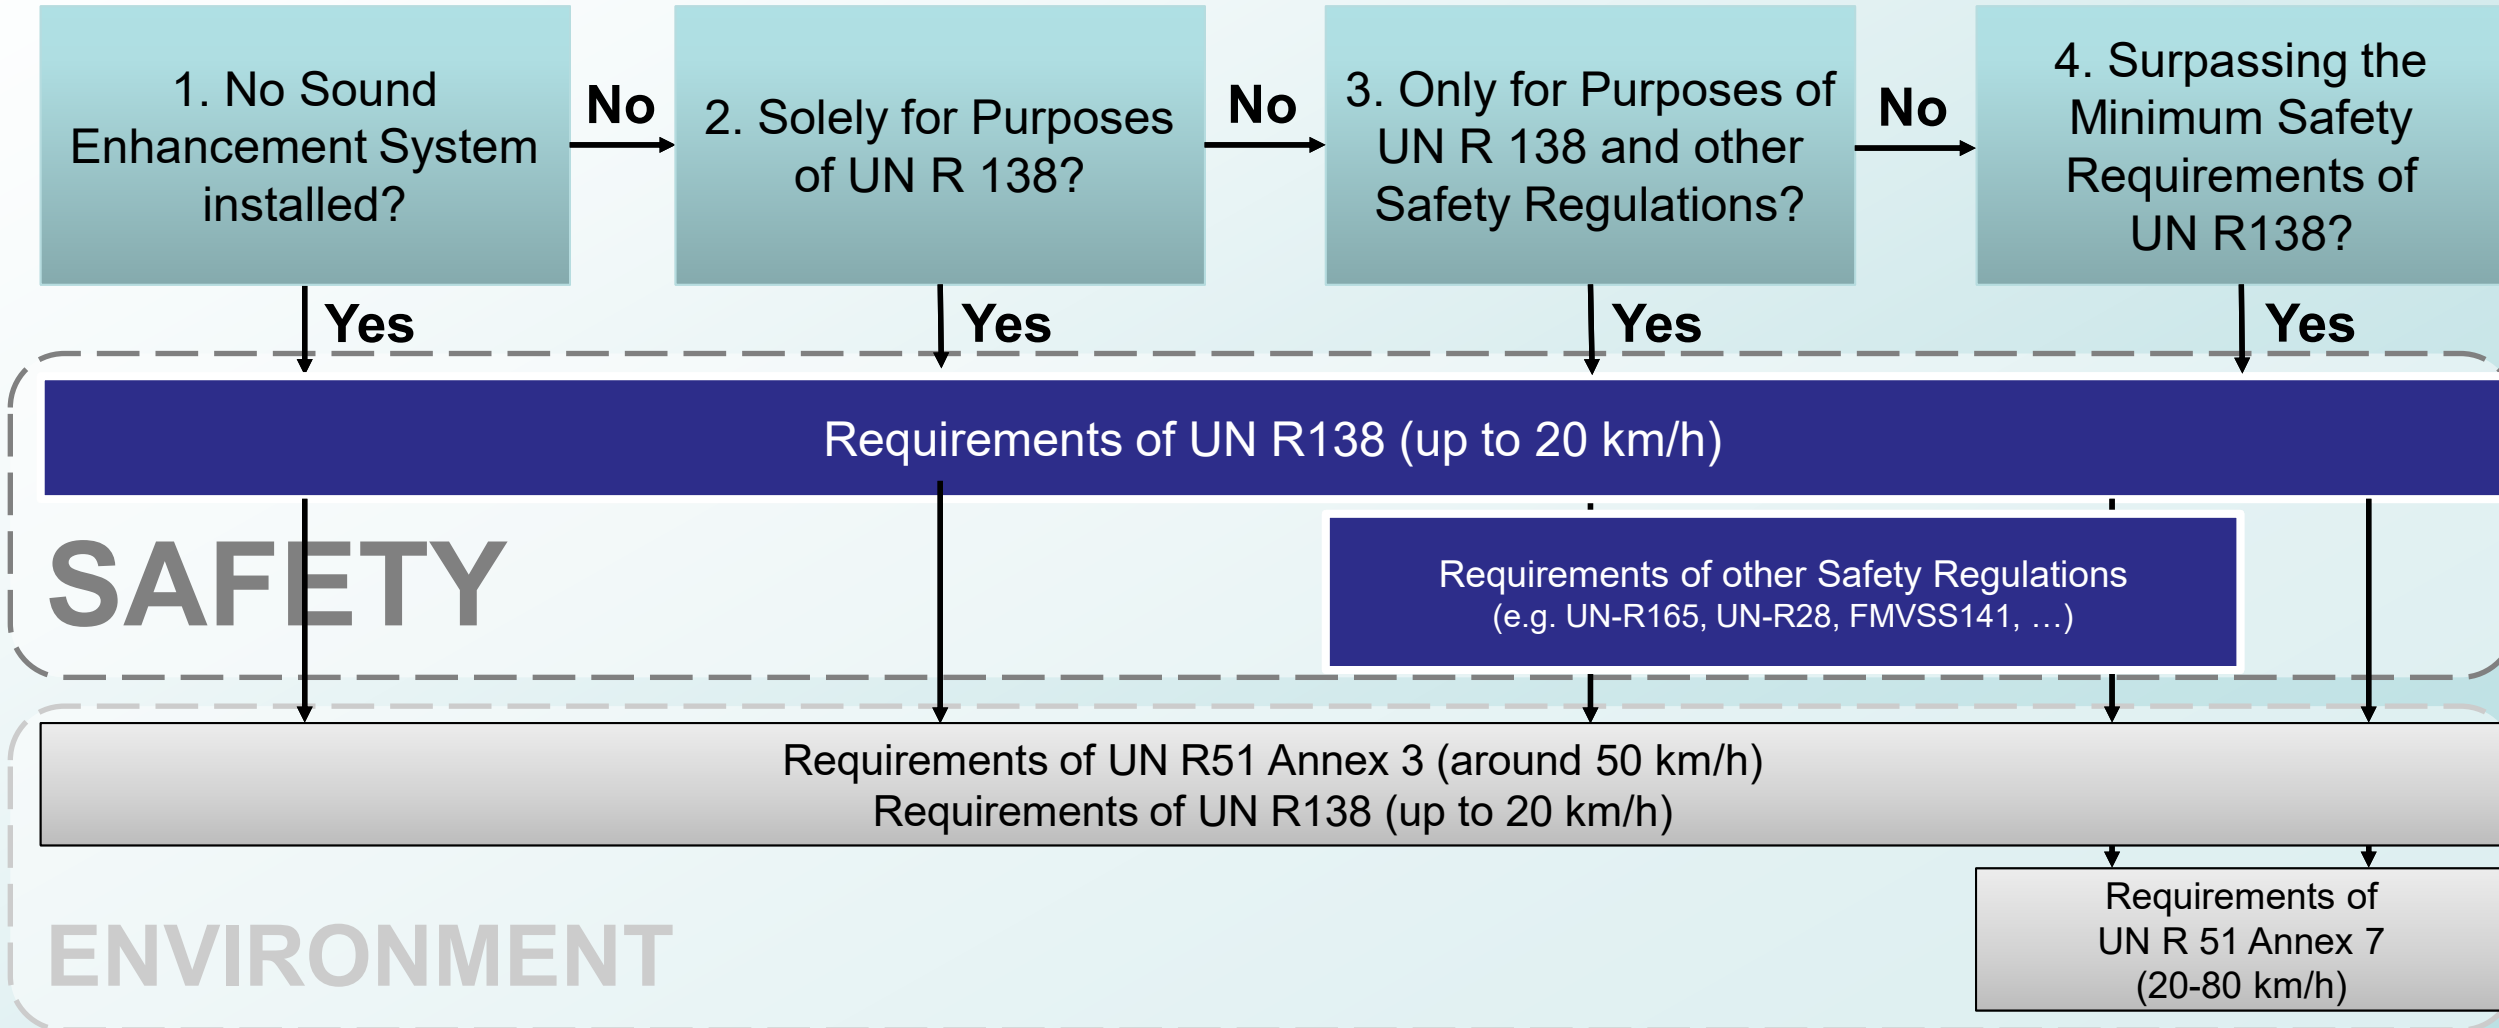 1. No Sound
Enhancement System
installed?
No
2. Solely for Purposes
of UN R 138?
No
3. Only for Purposes of
UN R 138 and other
Safety Regulations?
No
4. Surpassing the
Minimum Safety
Requirements of
UN R138?
Yes
Yes
Yes
Yes
Requirements of UN R138 (up to 20 km/h)
SAFETY
Requirements of other Safety Regulations
(e.g. UN-R165, UN-R28, FMVSS141, …)
Requirements of UN R51 Annex 3 (around 50 km/h)
Requirements of UN R138 (up to 20 km/h)
ENVIRONMENT
Requirements of
UN R 51 Annex 7
(20-80 km/h)